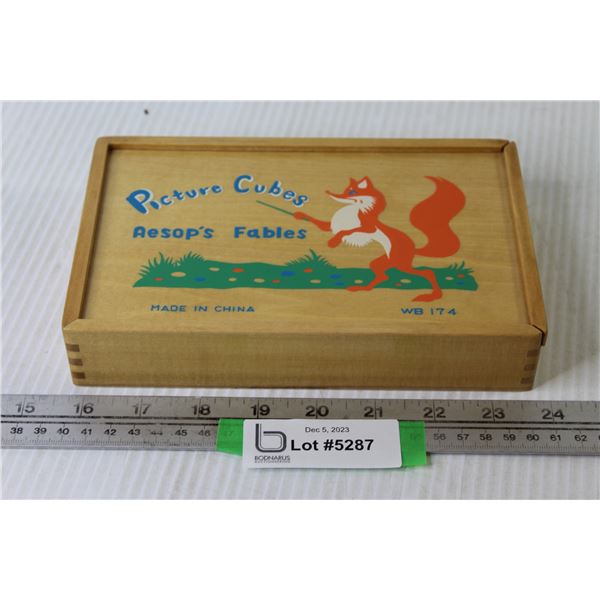 Picture Cubes
Aesop's Fables
MADE IN CHINA
WB 174
15 16 17 18 19 20 21 22 23 24
38 39 40 41 42 43 44 45 46 47 56 57 58 59 60 61 62
Dec 5, 2023
Lot #5287
b
BODNARUS
AUCTIONEERING